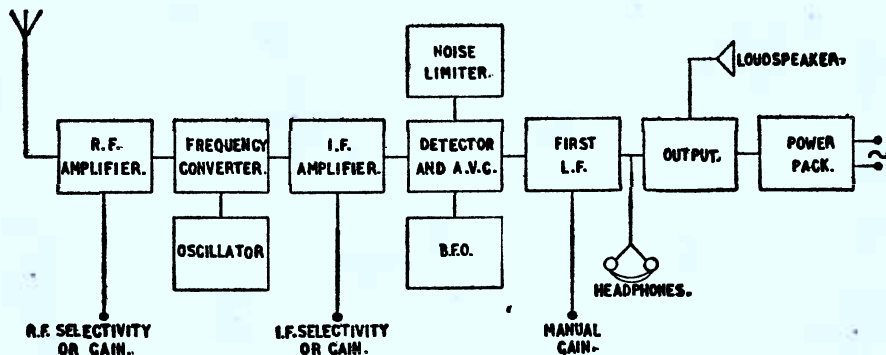 NOISE
LIMITER.
LOUDSPEAKER.
R.F.
AMPLIFIER.
FREQUENCY
CONVERTER.
I.F.
AMPLIFIER.
DETECTOR
AND A.V.C.
FIRST
L.F.
OUTPUT.
POWER
PACK.
OSCILLATOR
B.F.O.
HEADPHONES.
R.F. SELECTIVITY
OR GAIN.
I.F. SELECTIVITY
OR GAIN.
MANUAL
GAIN.